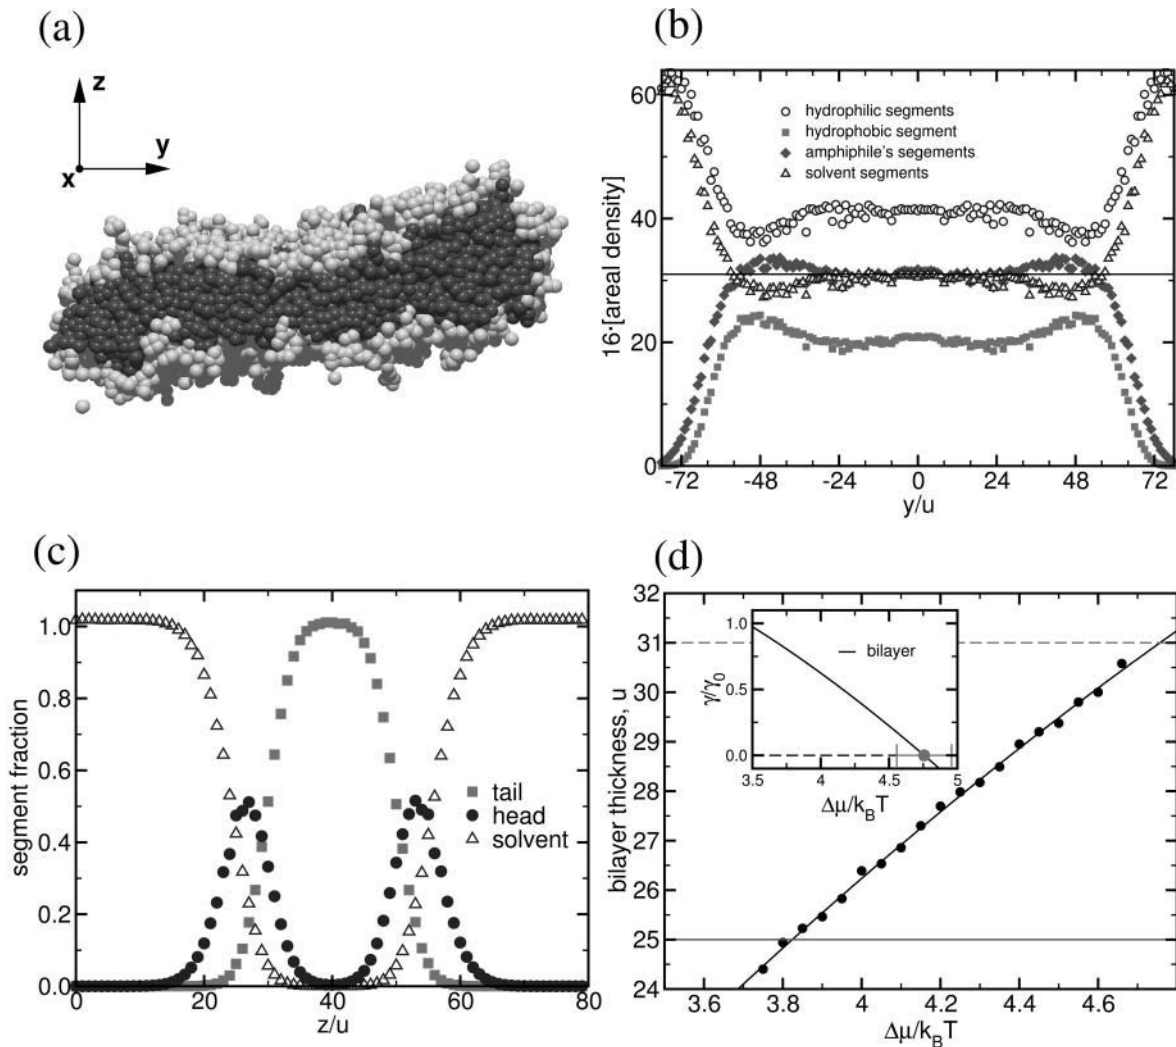 (a)
z
y
x
(b)
60
40
20
0
16·[areal density]
hydrophilic segments
hydrophobic segment
amphiphile's segements
solvent segments
-72 -48 -24 0 24 48 72
y/u
(c)
1.0
0.8
0.6
0.4
0.2
0.0
segment fraction
tail
head
solvent
0 20 40 60 80
z/u
(d)
32
31
30
29
28
27
26
25
24
bilayer thickness, u
1.0
0.5
0.0
γ/γ0
bilayer
3.5 4 4.5 5
Δμ/kBT
3.6 3.8 4 4.2 4.4 4.6
Δμ/kBT